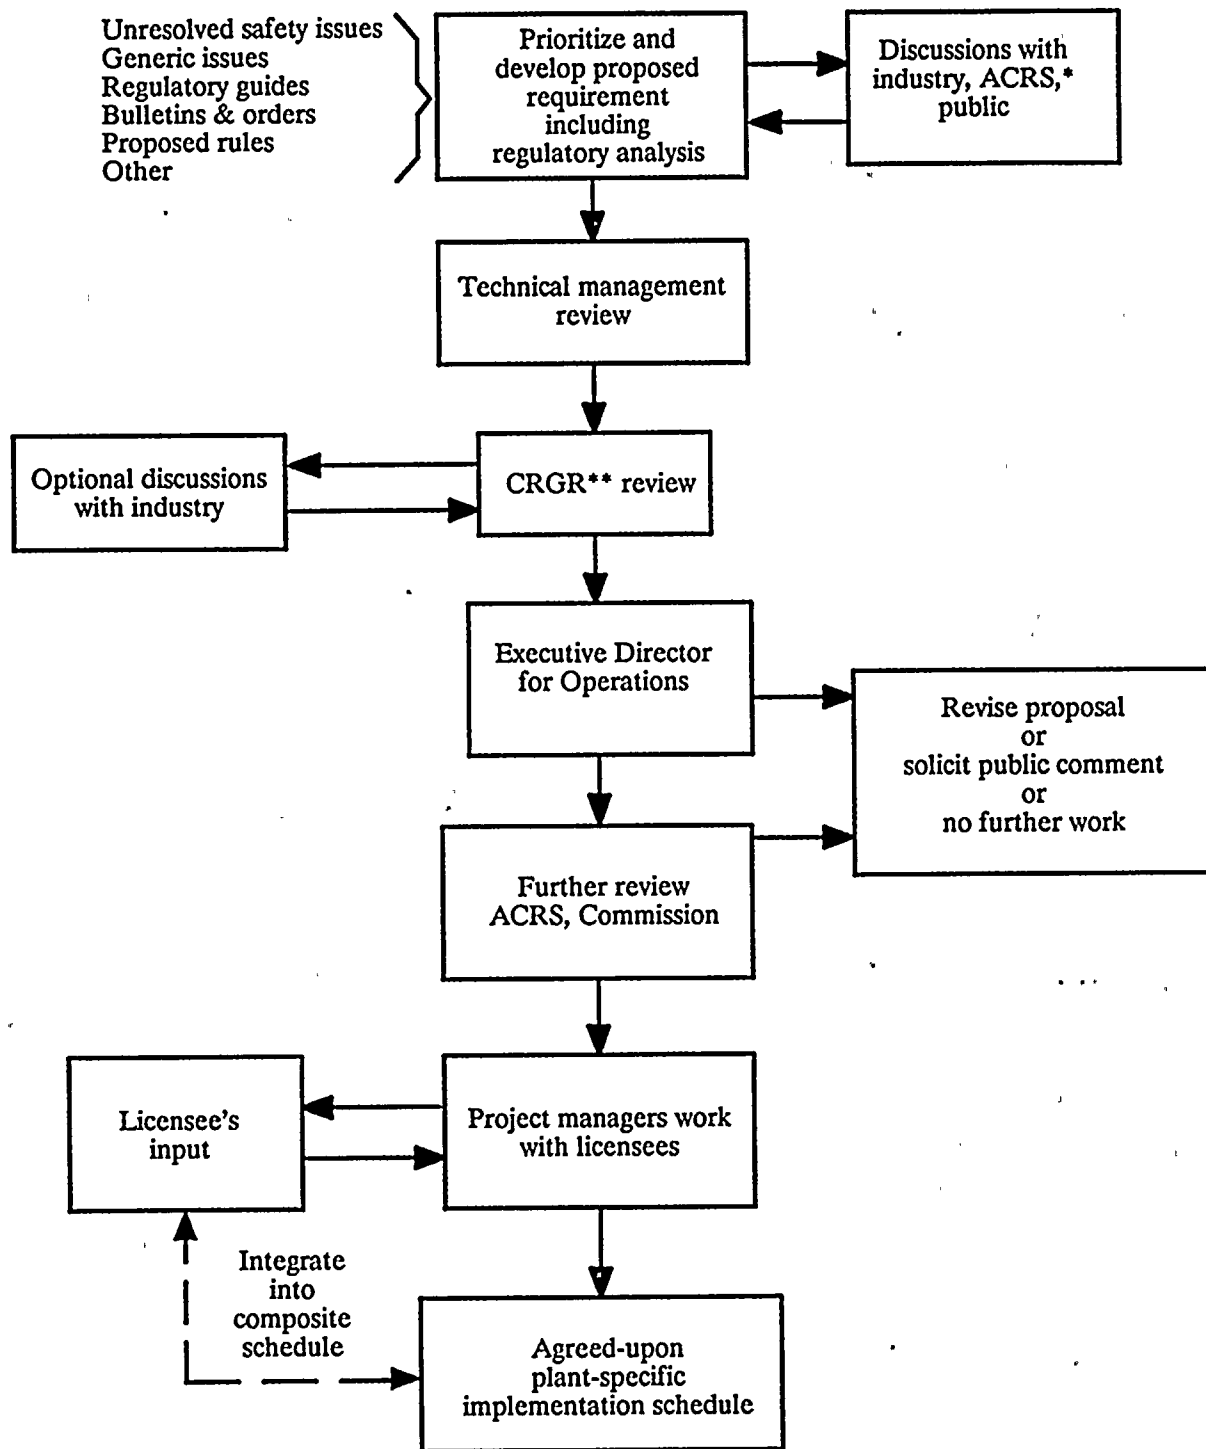 Unresolved safety issues
Generic issues
Regulatory guides
Bulletins & orders
Proposed rules
Other
Prioritize and
develop proposed
requirement
including
regulatory analysis
Discussions with
industry, ACRS,*
public
Technical management
review
Optional discussions
with industry
CRGR** review
Executive Director
for Operations
Revise proposal
or
solicit public comment
or
no further work
Further review
ACRS, Commission
Licensee's
input
Project managers work
with licensees
Integrate
into
composite
schedule
Agreed-upon
plant-specific
implementation schedule